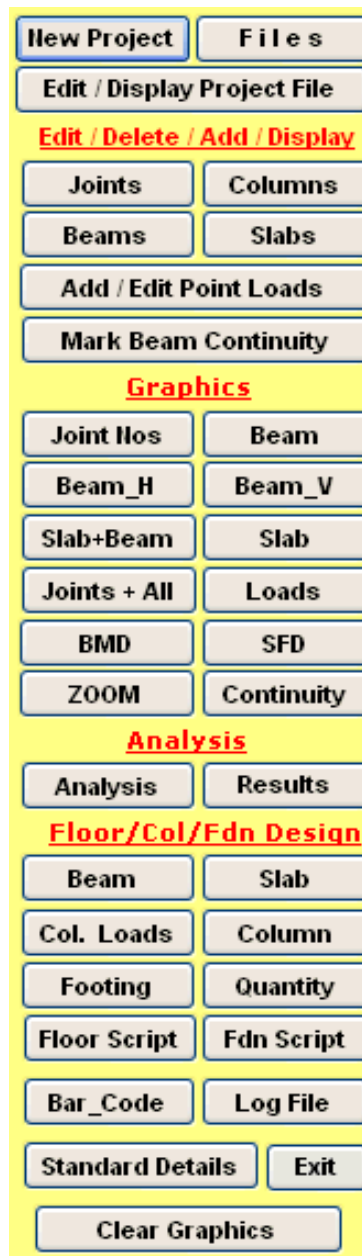 New Project Files
Edit / Display Project File
Edit / Delete / Add / Display
Joints Columns
Beams Slabs
Add / Edit Point Loads
Mark Beam Continuity
Graphics
Joint Nos Beam
Beam_H Beam_V
Slab+Beam Slab
Joints + All Loads
BMD SFD
ZOOM Continuity
Analysis
Analysis Results
Floor/Col/Fdn Design
Beam Slab
Col. Loads Column
Footing Quantity
Floor Script Fdn Script
Bar_Code Log File
Standard Details Exit
Clear Graphics